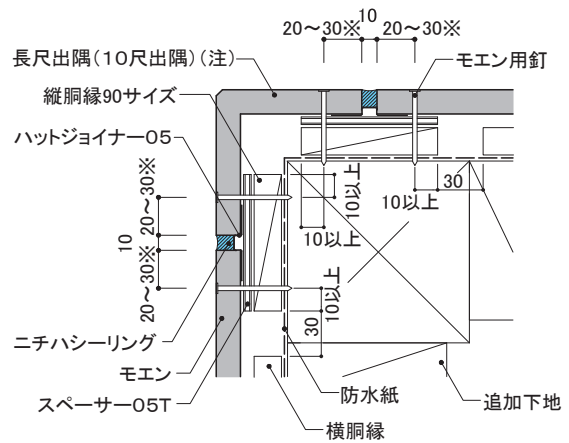 10
20～30※
20～30※
長尺出隅（10尺出隅）（注）
モエン用釘
縦胴縁90サイズ
ハットジョイナー05
20～30※
10
20～30※
10以上
10以上
10以上
30
10以上
30
ニチハシーリング
モエン
スペーサー05T
横胴縁
防水紙
追加下地